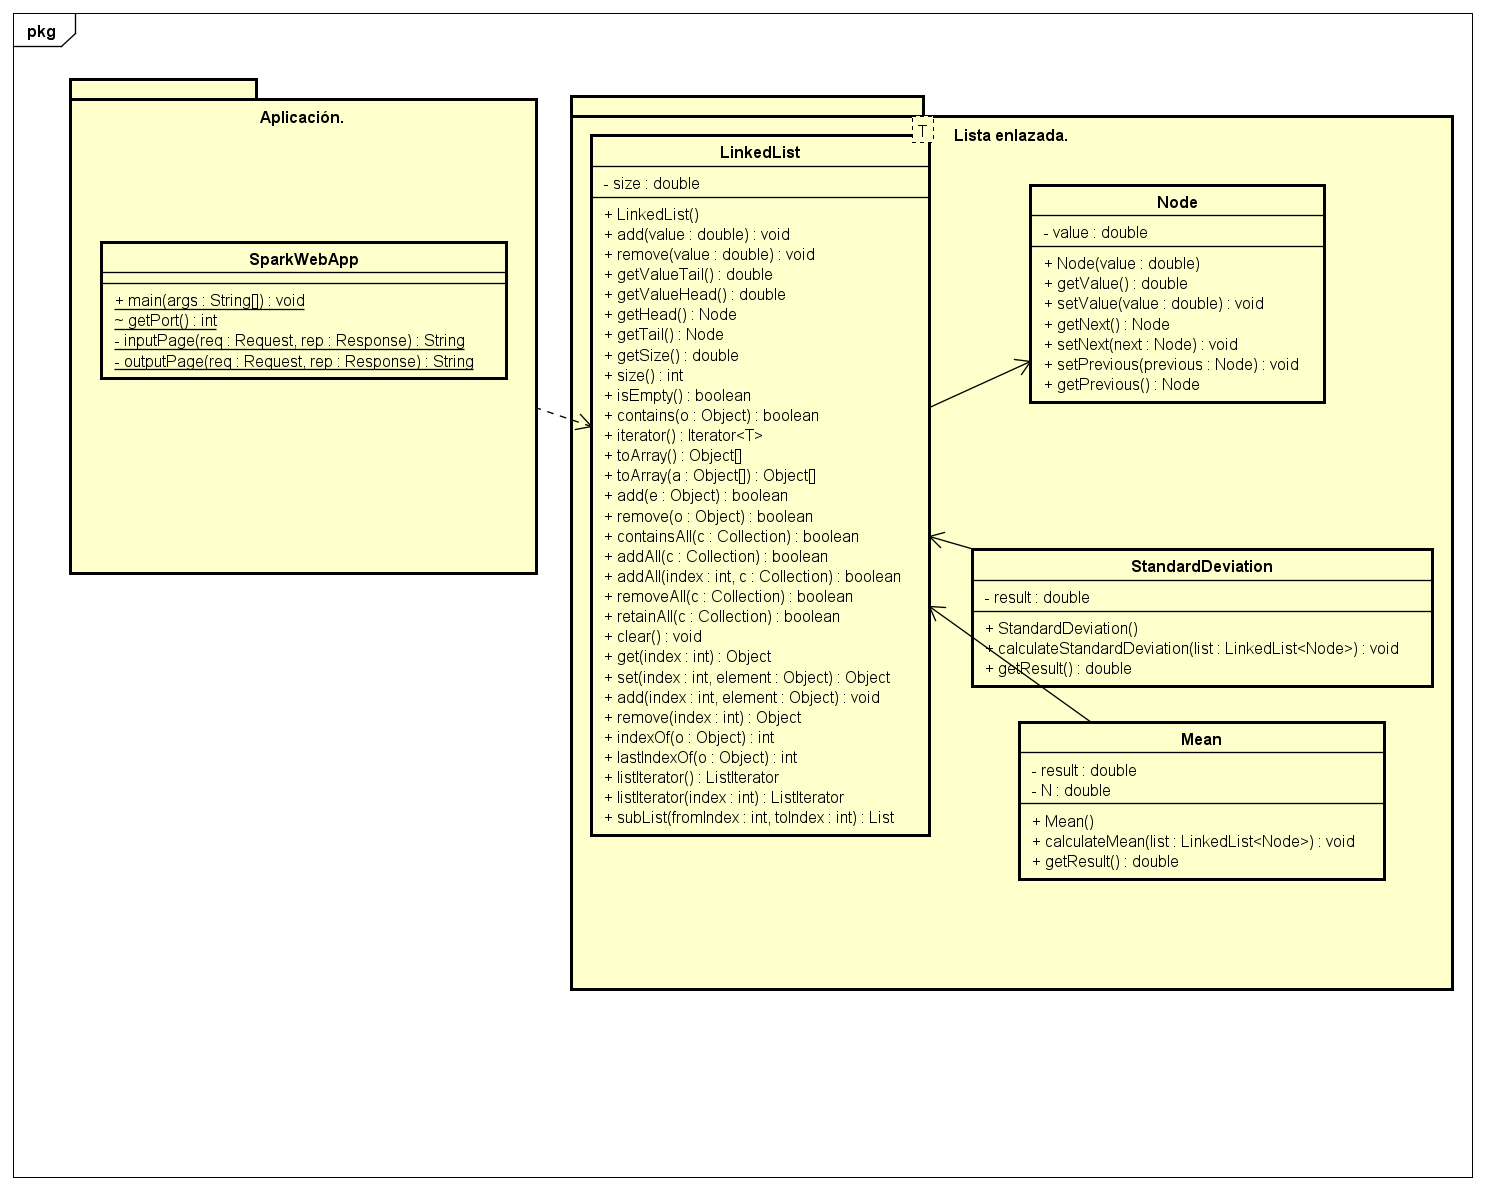 pkg
Aplicación.
SparkWebApp
+ main(args : String[]) : void
~ getPort() : int
- inputPage(req : Request, rep : Response) : String
- outputPage(req : Request, rep : Response) : String
T
Lista enlazada.
LinkedList
- size : double
+ LinkedList()
+ add(value : double) : void
+ remove(value : double) : void
+ getValueTail() : double
+ getValueHead() : double
+ getHead() : Node
+ getTail() : Node
+ getSize() : double
+ size() : int
+ isEmpty() : boolean
+ contains(o : Object) : boolean
+ iterator() : Iterator<T>
+ toArray() : Object[]
+ toArray(a : Object[]) : Object[]
+ add(e : Object) : boolean
+ remove(o : Object) : boolean
+ containsAll(c : Collection) : boolean
+ addAll(c : Collection) : boolean
+ addAll(index : int, c : Collection) : boolean
+ removeAll(c : Collection) : boolean
+ retainAll(c : Collection) : boolean
+ clear() : void
+ get(index : int) : Object
+ set(index : int, element : Object) : Object
+ add(index : int, element : Object) : void
+ remove(index : int) : Object
+ indexOf(o : Object) : int
+ lastIndexOf(o : Object) : int
+ listIterator() : ListIterator
+ listIterator(index : int) : ListIterator
+ subList(fromIndex : int, toIndex : int) : List
Node
- value : double
+ Node(value : double)
+ getValue() : double
+ setValue(value : double) : void
+ getNext() : Node
+ setNext(next : Node) : void
+ setPrevious(previous : Node) : void
+ getPrevious() : Node
StandardDeviation
- result : double
+ StandardDeviation()
+ calculateStandardDeviation(list : LinkedList<Node>) : void
+ getResult() : double
Mean
- result : double
- N : double
+ Mean()
+ calculateMean(list : LinkedList<Node>) : void
+ getResult() : double